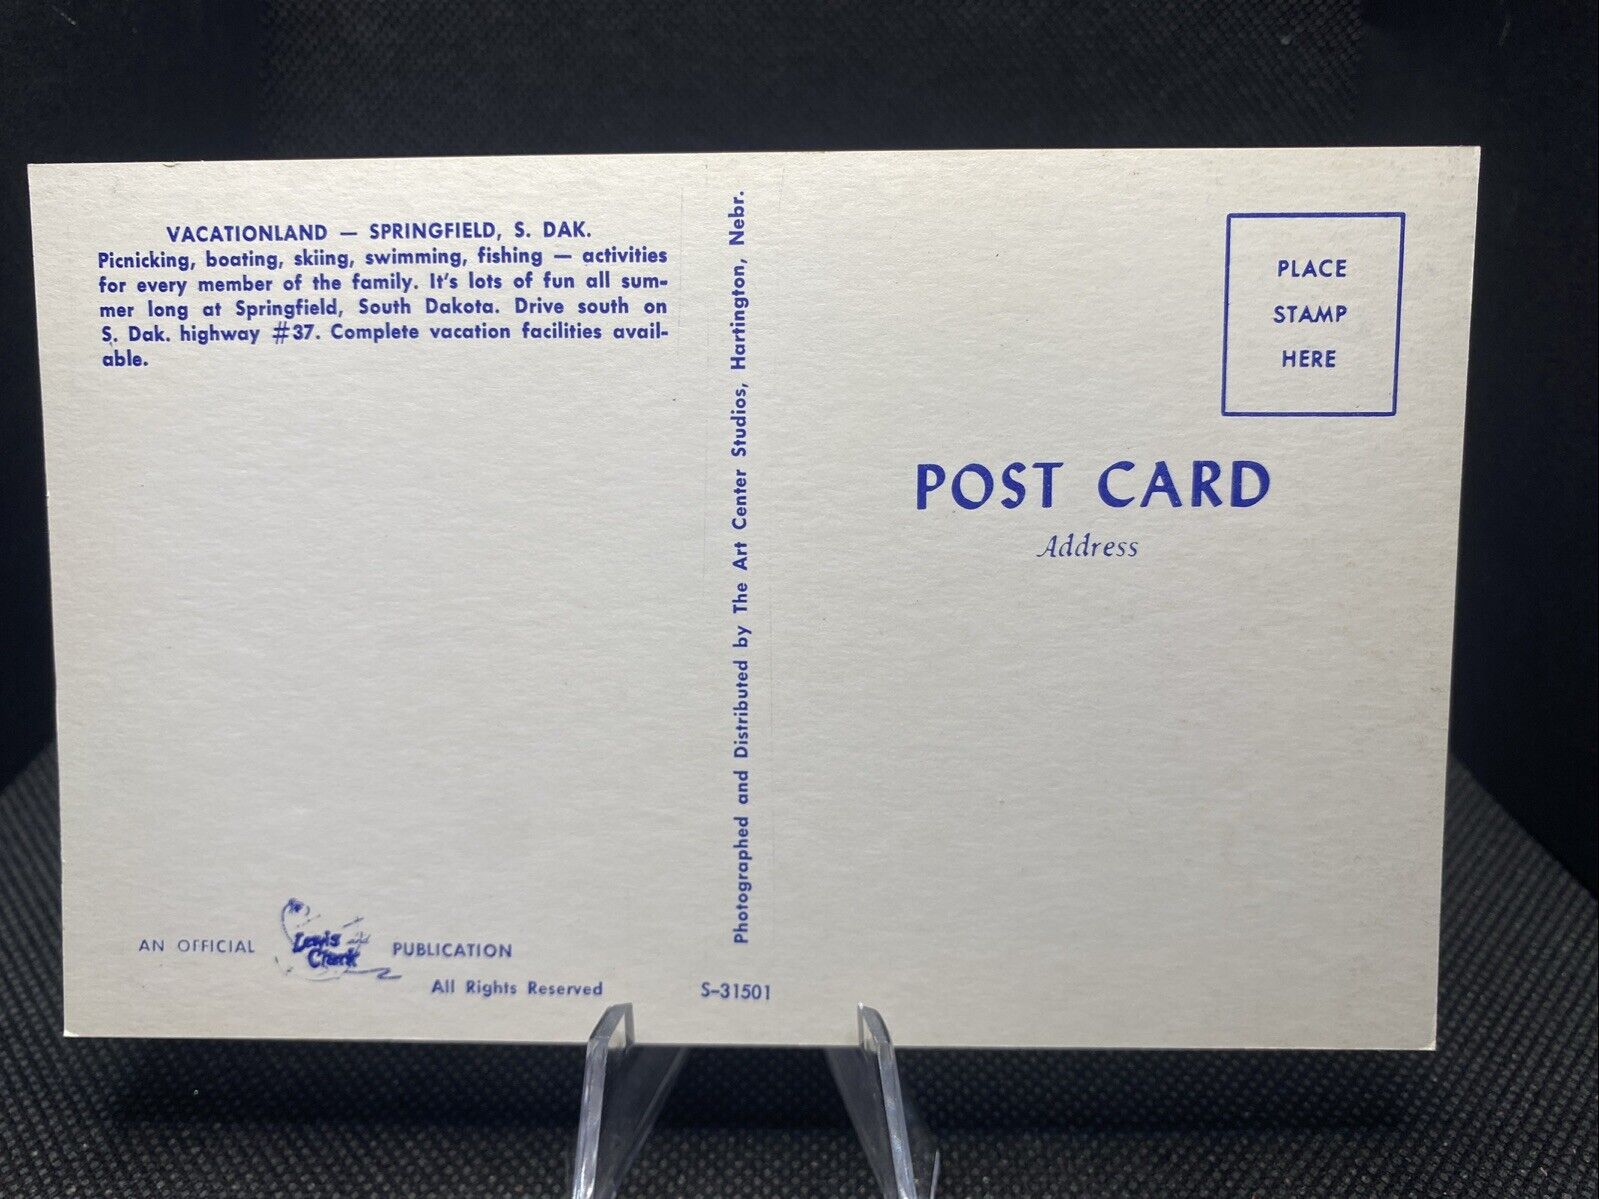 VACATIONLAND — SPRINGFIELD, S. DAK.
Picnicking, boating, skiing, swimming, fishing — activities
for every member of the family. It's lots of fun all sum-
mer long at Springfield, South Dakota. Drive south on
S. Dak. highway #37. Complete vacation facilities avail-
able.
AN OFFICIAL Lewis and Clark PUBLICATION
All Rights Reserved
Photographed and Distributed by The Art Center Studios, Hartington, Nebr.
S-31501
PLACE
STAMP
HERE
POST CARD
Address